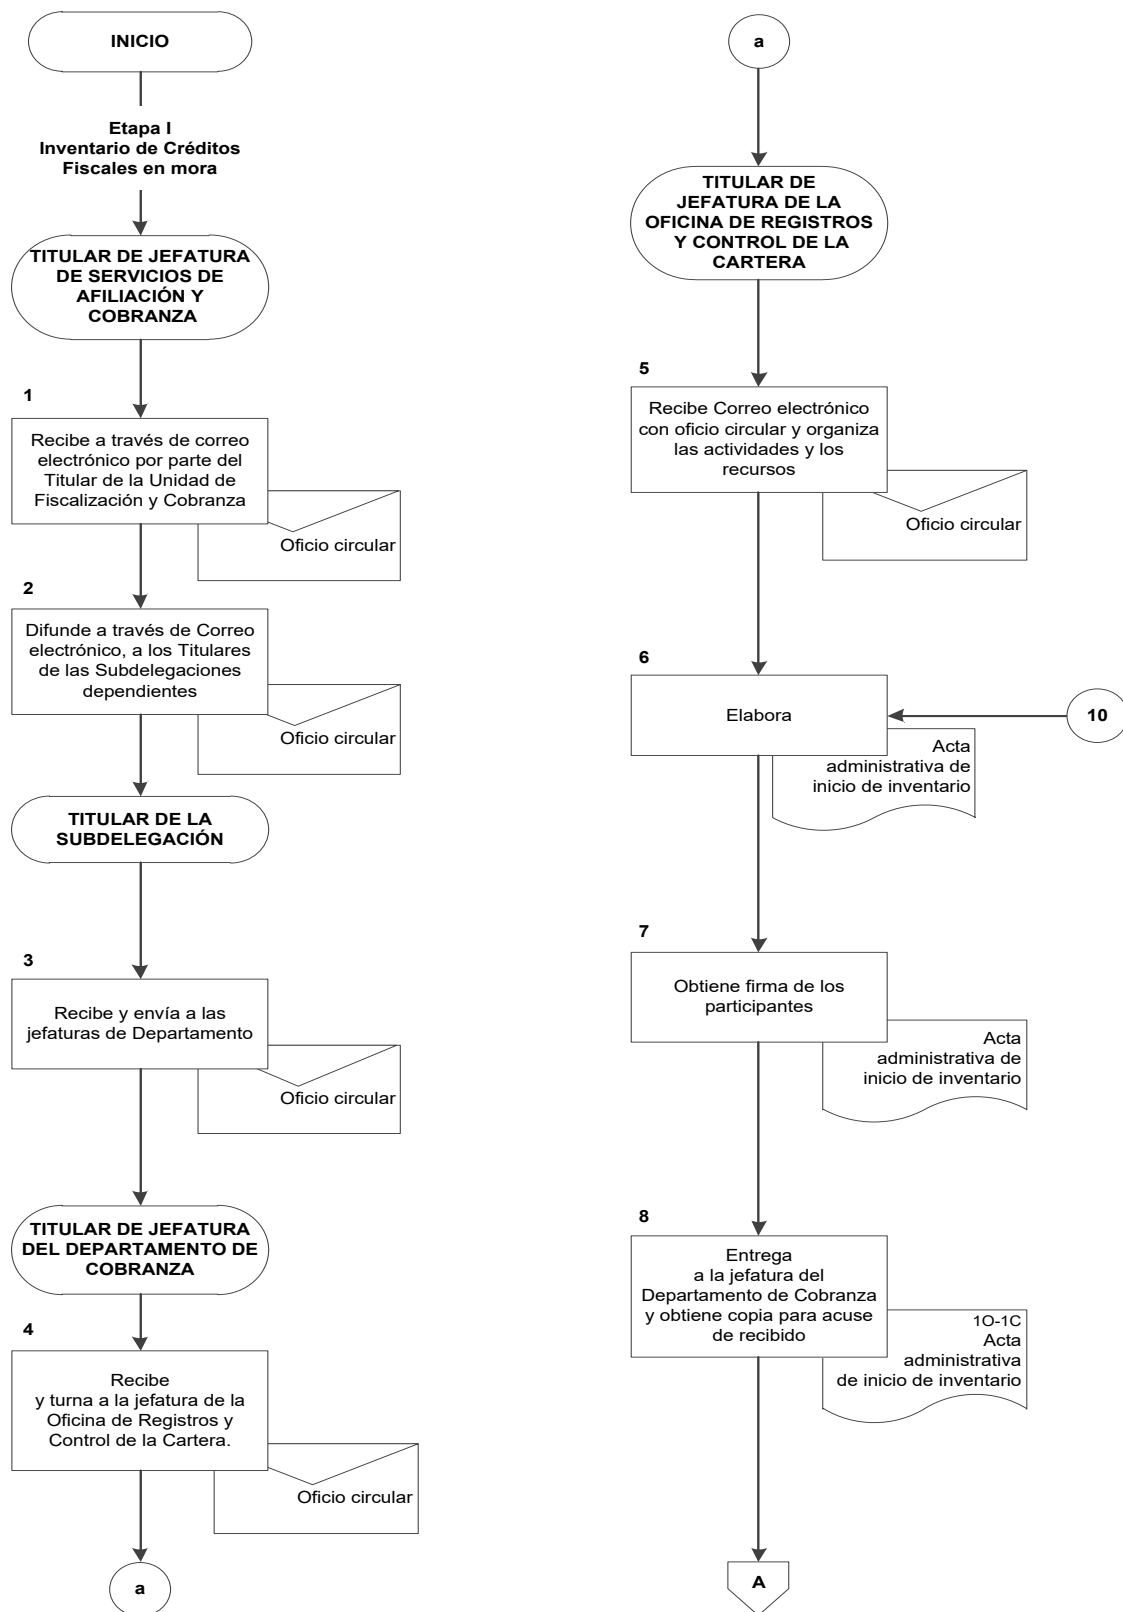 INICIO
Etapa I
Inventario de Créditos
Fiscales en mora
TITULAR DE JEFATURA
DE SERVICIOS DE
AFILIACIÓN Y
COBRANZA
1
Recibe a través de correo
electrónico por parte del
Titular de la Unidad de
Fiscalización y Cobranza
Oficio circular
2
Difunde a través de Correo
electrónico, a los Titulares
de las Subdelegaciones
dependientes
Oficio circular
TITULAR DE LA
SUBDELEGACIÓN
3
Recibe y envía a las
jefaturas de Departamento
Oficio circular
TITULAR DE JEFATURA
DEL DEPARTAMENTO DE
COBRANZA
4
Recibe
y turna a la jefatura de la
Oficina de Registros y
Control de la Cartera.
Oficio circular
a
a
TITULAR DE
JEFATURA DE LA
OFICINA DE REGISTROS
Y CONTROL DE LA
CARTERA
5
Recibe Correo electrónico
con oficio circular y organiza
las actividades y los
recursos
Oficio circular
6
Elabora
10
Acta
administrativa de
inicio de inventario
7
Obtiene firma de los
participantes
Acta
administrativa de
inicio de inventario
8
Entrega
a la jefatura del
Departamento de Cobranza
y obtiene copia para acuse
de recibido
1O-1C
Acta
administrativa
de inicio de inventario
A